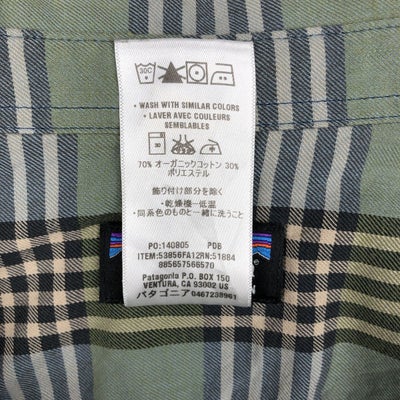 30C
• WASH WITH SIMILAR COLORS
• LAVER AVEC COULEURS
SEMBLABLES
70% オーガニックコットン 30%
ポリエステル
飾り付け部分を除く
・乾燥機−低温
・同系色のものと一緒に洗うこと
PO:140805 PDB
ITEM:53856FA12RN:51884
885657566570
Patagonia P.O. BOX 150
VENTURA, CA 93002 US
パタゴニア 0467238961